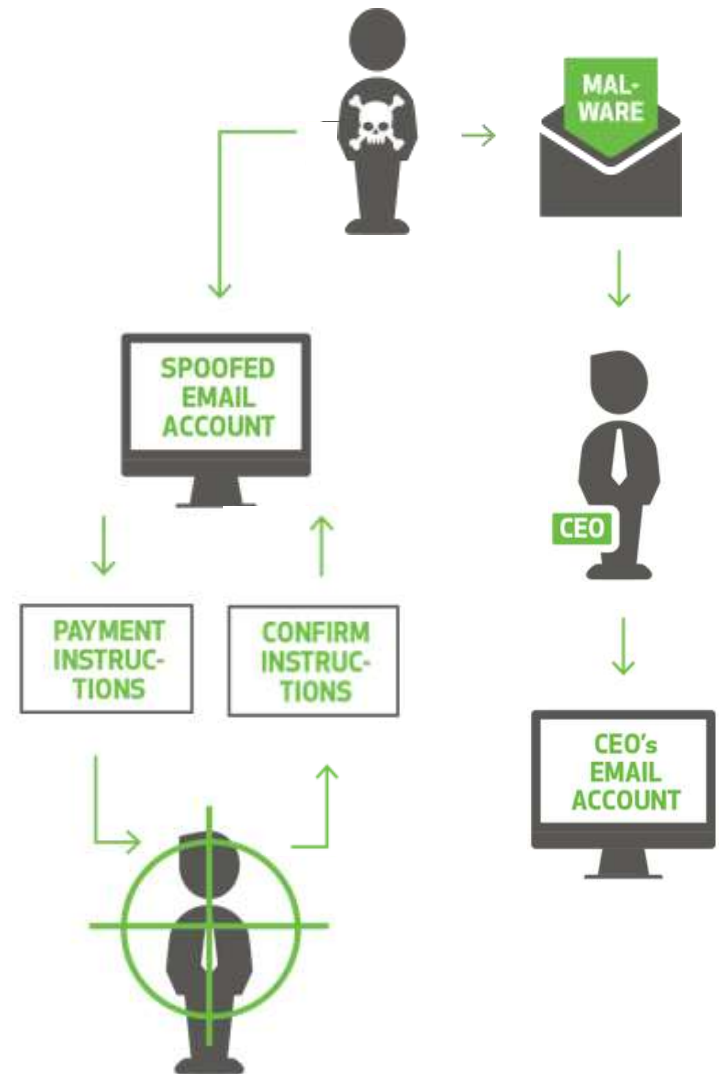 MAL-
WARE
SPOOFED
EMAIL
ACCOUNT
CEO
PAYMENT
INSTRUC-
TIONS
CONFIRM
INSTRUC-
TIONS
CEO's
EMAIL
ACCOUNT